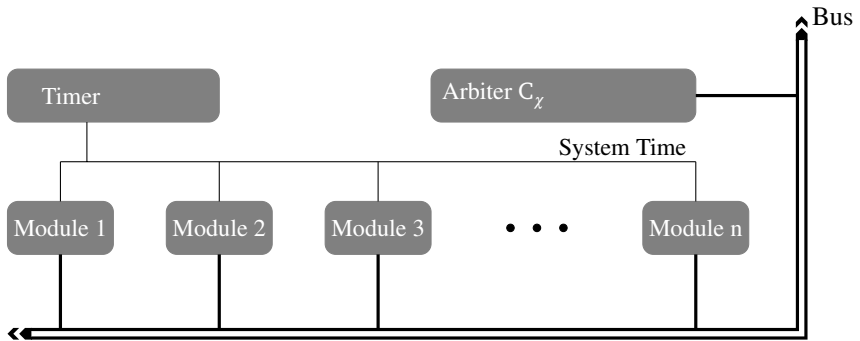 Bus
Timer
Arbiter C_χ
System Time
Module 1
Module 2
Module 3
Module n